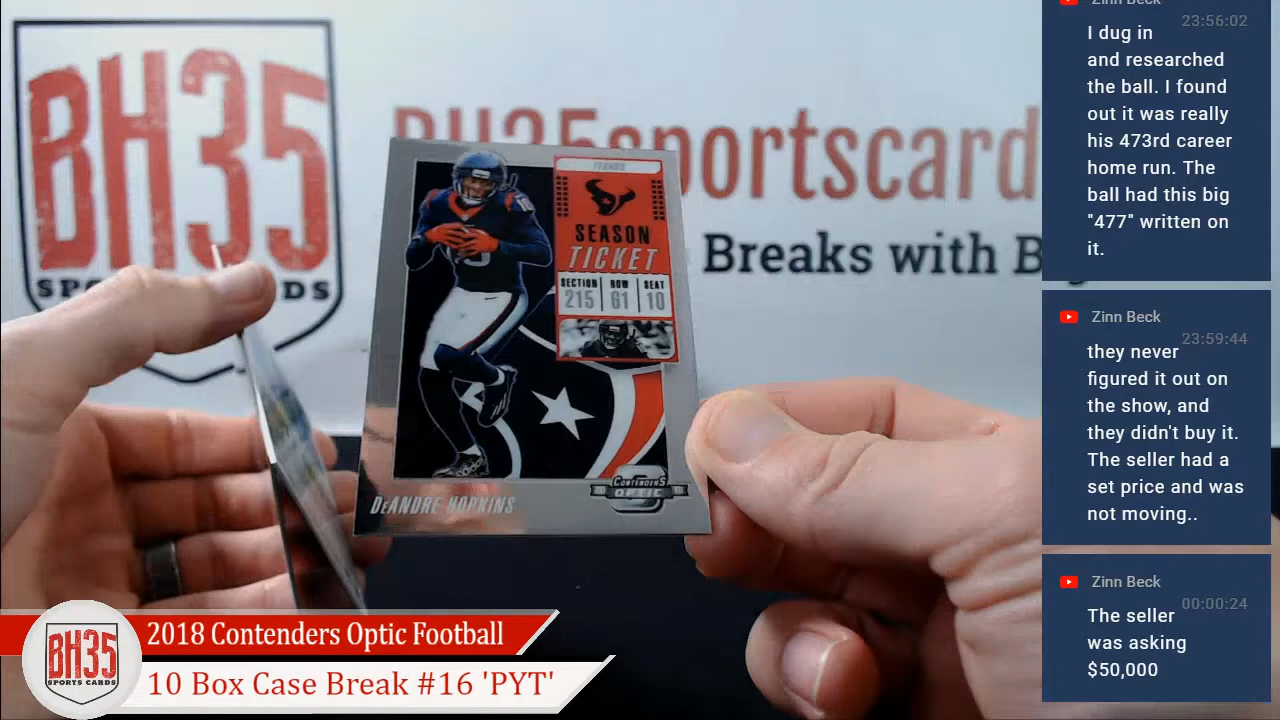 BH35
SPORTS CARDS
BH35sportscard
Breaks with B
TEXANS
SEASON
TICKET
SECTION ROW SEAT
215 61 10
DeANDRE HOPKINS
CONTENDERS
OPTIC
BH35
SPORTS CARDS
2018 Contenders Optic Football
10 Box Case Break #16 'PYT'
Zinn Beck
23:56:02
I dug in
and researched
the ball. I found
out it was really
his 473rd career
home run. The
ball had this big
"477" written on
it.
Zinn Beck
23:59:44
they never
figured it out on
the show, and
they didn't buy it.
The seller had a
set price and was
not moving..
Zinn Beck
00:00:24
The seller
was asking
$50,000